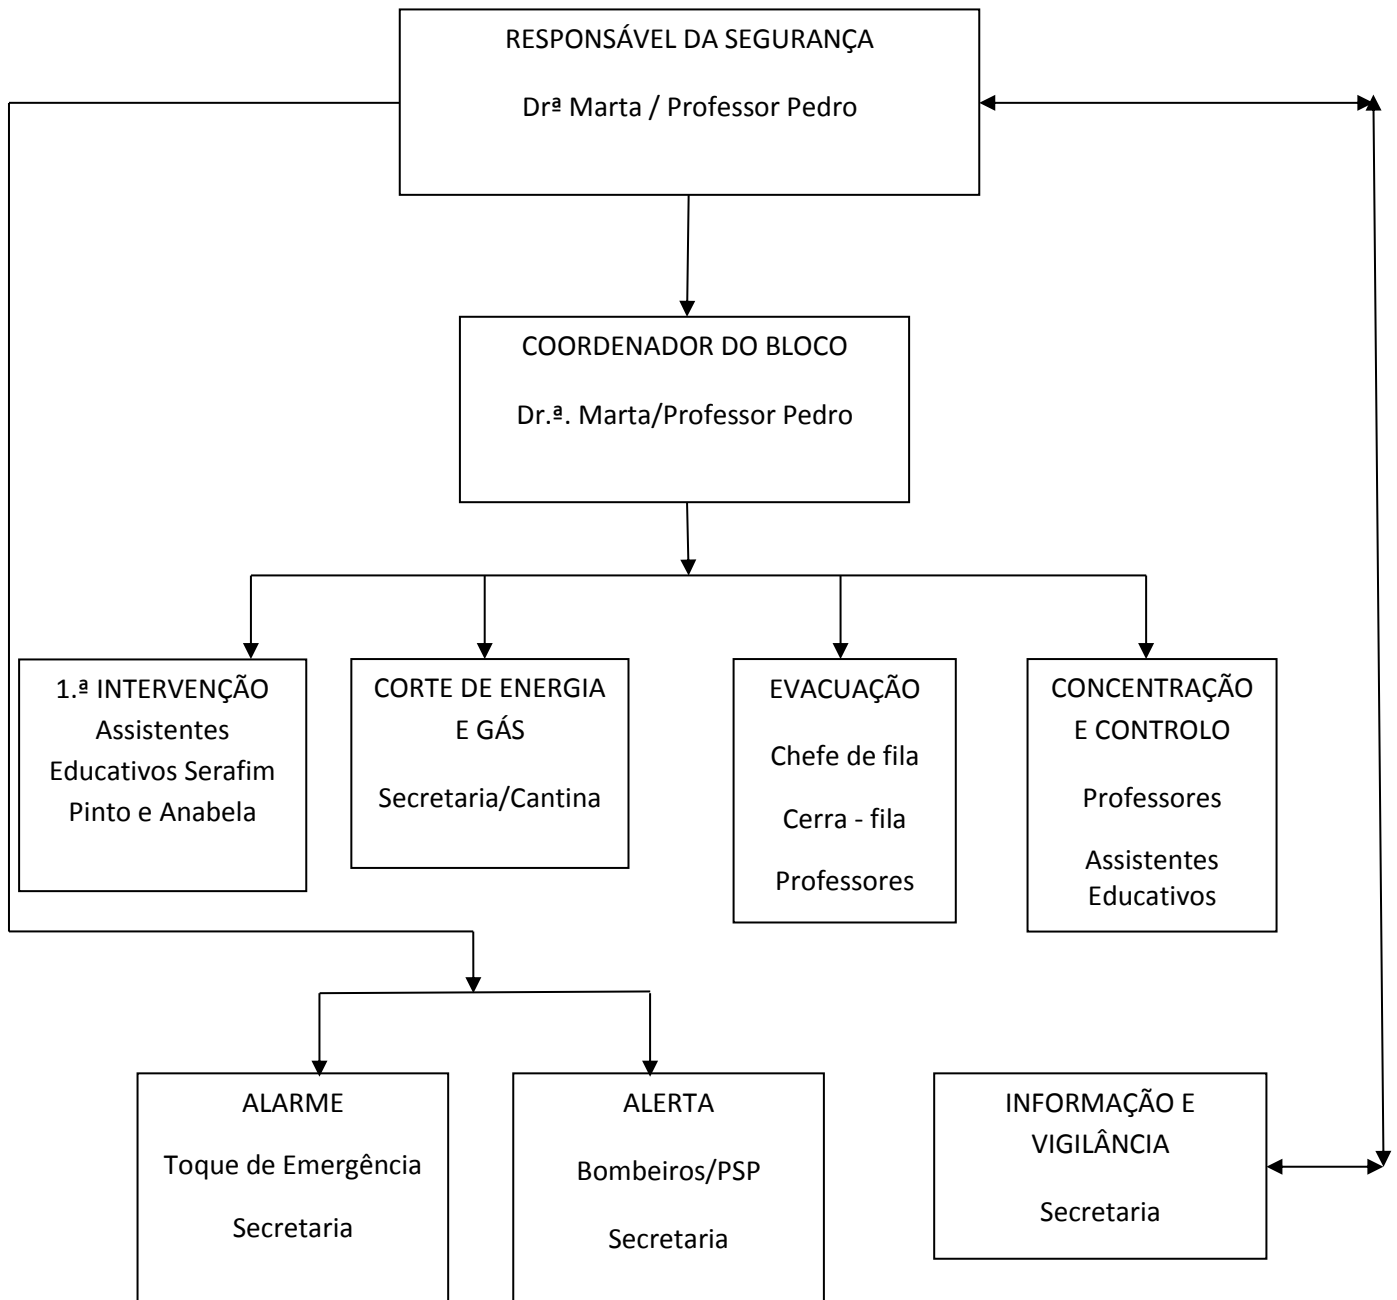 RESPONSÁVEL DA SEGURANÇA
Drª Marta / Professor Pedro
COORDENADOR DO BLOCO
Dr.ª. Marta/Professor Pedro
1.ª INTERVENÇÃO
Assistentes
Educativos Serafim
Pinto e Anabela
CORTE DE ENERGIA
E GÁS
Secretaria/Cantina
EVACUAÇÃO
Chefe de fila
Cerra - fila
Professores
CONCENTRAÇÃO
E CONTROLO
Professores
Assistentes
Educativos
ALARME
Toque de Emergência
Secretaria
ALERTA
Bombeiros/PSP
Secretaria
INFORMAÇÃO E
VIGILÂNCIA
Secretaria